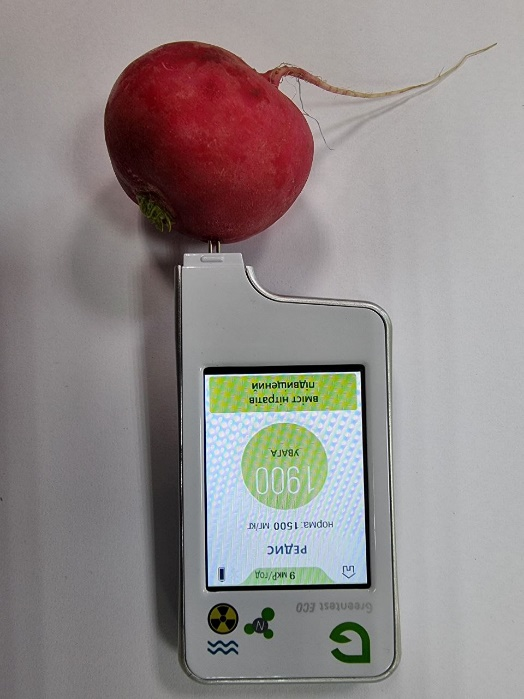 Greentest ECO
N
9 мкР/год
РЕДИС
норма: 1500 мг/кг
1900
УВАГА
ВМІСТ НІТРАТІВ
ПІДВИЩЕНИЙ